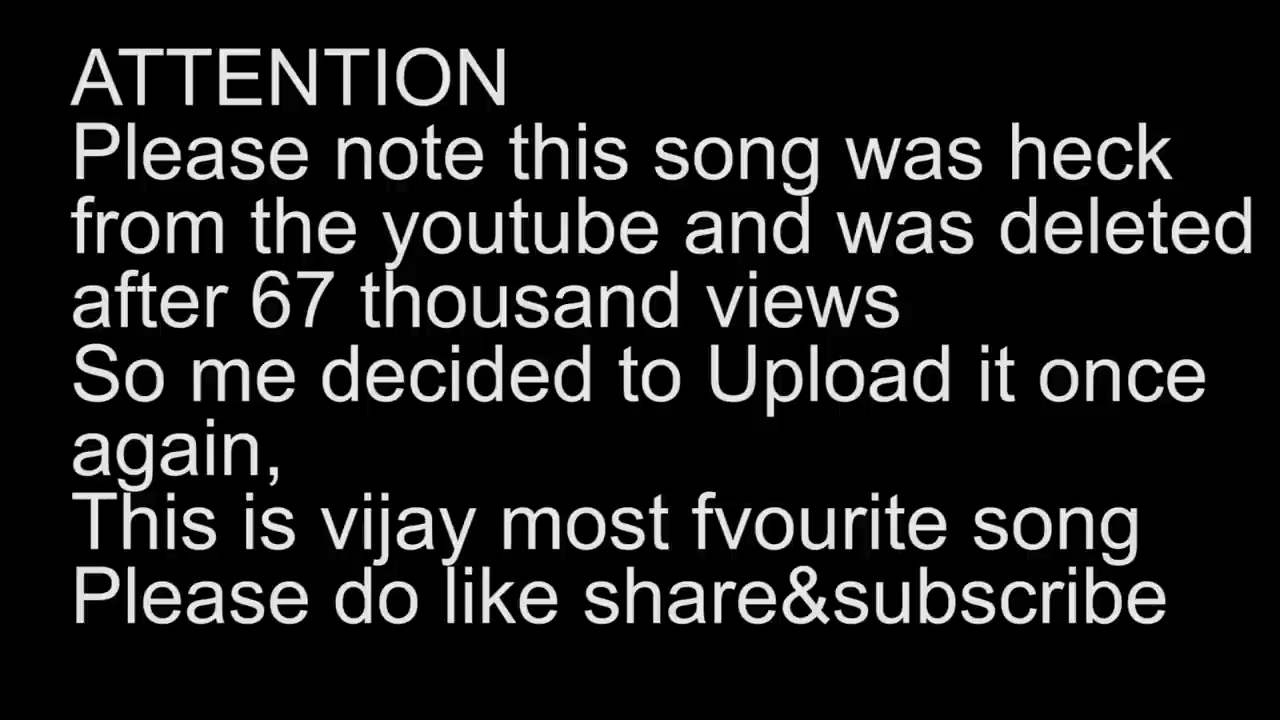 ATTENTION
Please note this song was heck
from the youtube and was deleted
after 67 thousand views
So me decided to Upload it once
again,
This is vijay most fvourite song
Please do like share&subscribe